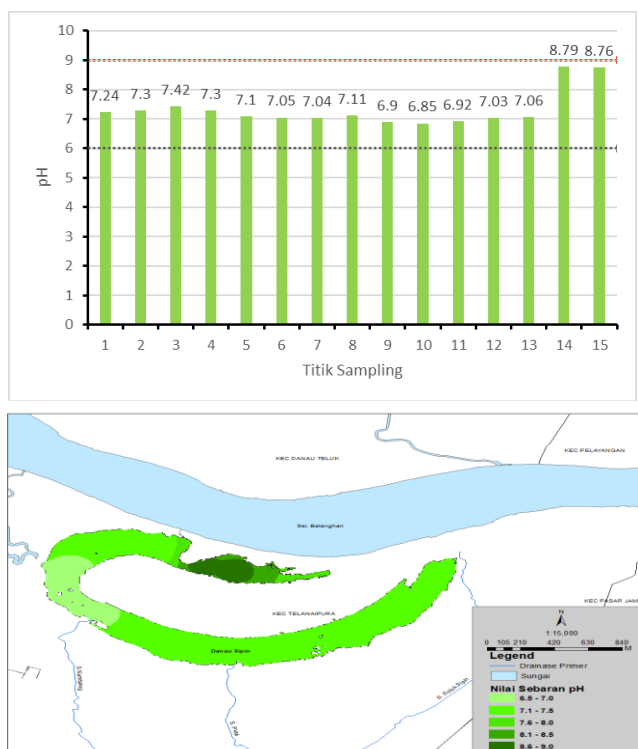 10
9
8
7
6
5
4
3
2
1
0
pH
7.24
7.3
7.42
7.3
7.1
7.05
7.04
7.11
6.9
6.85
6.92
7.03
7.06
8.79
8.76
1 2 3 4 5 6 7 8 9 10 11 12 13 14 15
Titik Sampling
KEC DANAU TELUK
KEC PELAYANGAN
Sei. Batanghari
KEC TELANAIPURA
KEC PASAR JAM
Danau Sipin
N
1:15,000
0 105 210 420 630 840
M
Legend
Drainase Primer
Sungai
Nilai Sebaran pH
6.5 - 7.0
7.1 - 7.5
7.6 - 8.0
8.1 - 8.5
8.6 - 9.0